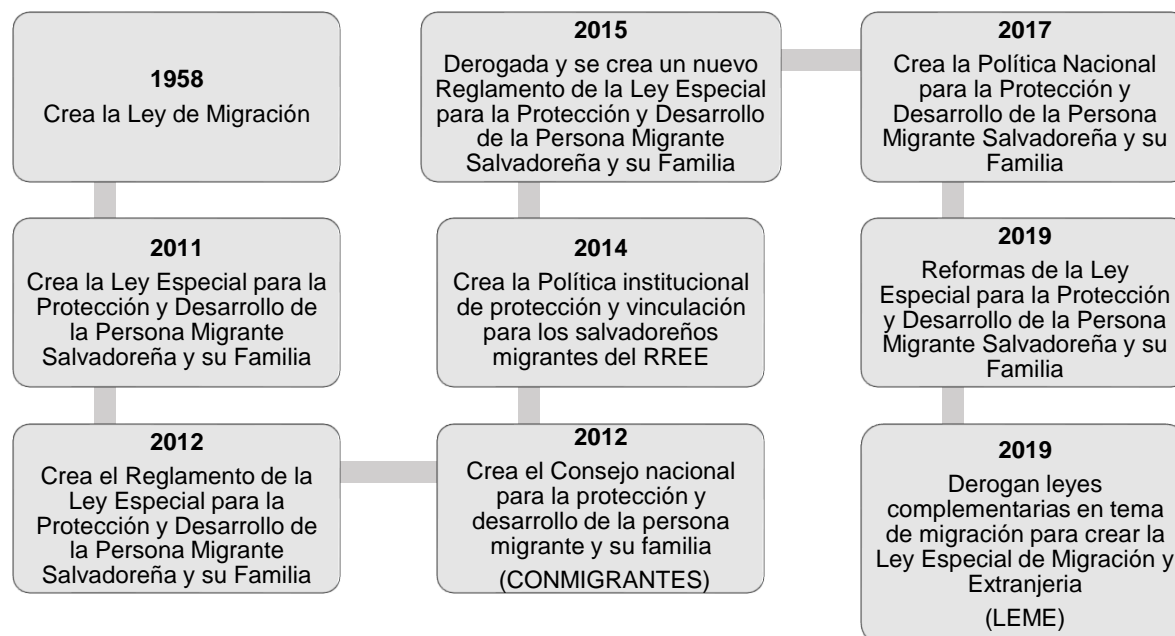 1958
Crea la Ley de Migración
2011
Crea la Ley Especial para la
Protección y Desarrollo de
la Persona Migrante
Salvadoreña y su Familia
2012
Crea el Reglamento de la
Ley Especial para la
Protección y Desarrollo de
la Persona Migrante
Salvadoreña y su Familia
2012
Crea el Consejo nacional
para la protección y
desarrollo de la persona
migrante y su familia
(CONMIGRANTES)
2014
Crea la Política institucional
de protección y vinculación
para los salvadoreños
migrantes del RREE
2015
Derogada y se crea un nuevo
Reglamento de la Ley Especial
para la Protección y Desarrollo
de la Persona Migrante
Salvadoreña y su Familia
2017
Crea la Política Nacional
para la Protección y
Desarrollo de la Persona
Migrante Salvadoreña y su
Familia
2019
Reformas de la Ley
Especial para la Protección
y Desarrollo de la Persona
Migrante Salvadoreña y su
Familia
2019
Derogan leyes
complementarias en tema
de migración para crear la
Ley Especial de Migración y
Extranjeria
(LEME)